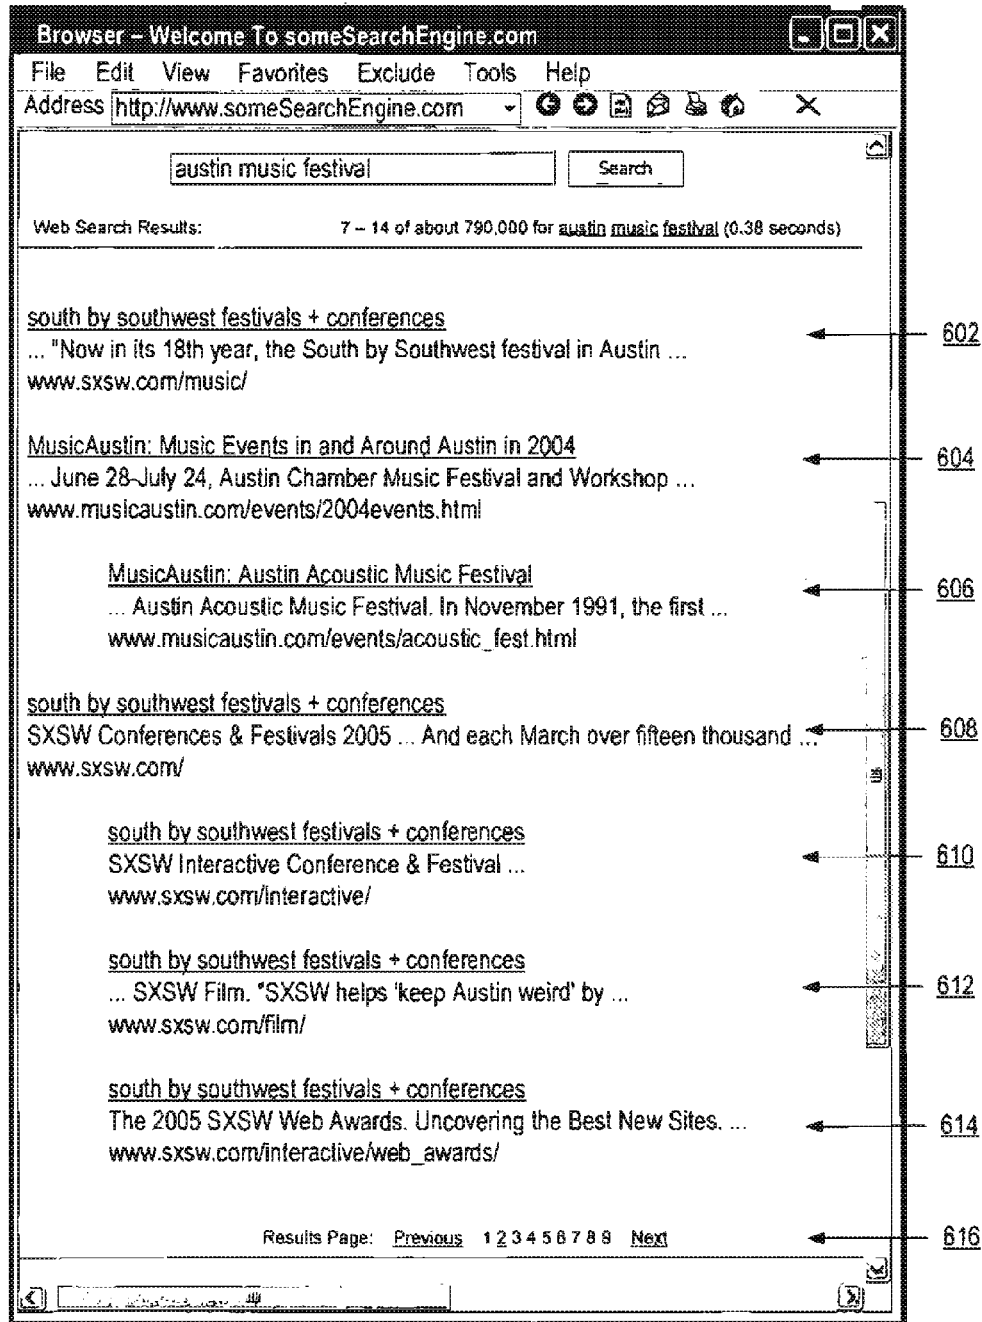 Browser – Welcome To someSearchEngine.com
File Edit View Favorites Exclude Tools Help
Address http://www.someSearchEngine.com
austin music festival Search
Web Search Results: 7 – 14 of about 790,000 for austin music festival (0.38 seconds)
south by southwest festivals + conferences
602
... "Now in its 18th year, the South by Southwest festival in Austin ...
www.sxsw.com/music/
MusicAustin: Music Events in and Around Austin in 2004
604
... June 28-July 24, Austin Chamber Music Festival and Workshop ...
www.musicaustin.com/events/2004events.html
MusicAustin: Austin Acoustic Music Festival
606
... Austin Acoustic Music Festival. In November 1991, the first ...
www.musicaustin.com/events/acoustic_fest.html
south by southwest festivals + conferences
608
SXSW Conferences & Festivals 2005 ... And each March over fifteen thousand ...
www.sxsw.com/
south by southwest festivals + conferences
610
SXSW Interactive Conference & Festival ...
www.sxsw.com/interactive/
south by southwest festivals + conferences
612
... SXSW Film. "SXSW helps 'keep Austin weird' by ...
www.sxsw.com/film/
south by southwest festivals + conferences
614
The 2005 SXSW Web Awards. Uncovering the Best New Sites. ...
www.sxsw.com/interactive/web_awards/
Results Page: Previous 1 2 3 4 5 6 7 8 9 Next
616